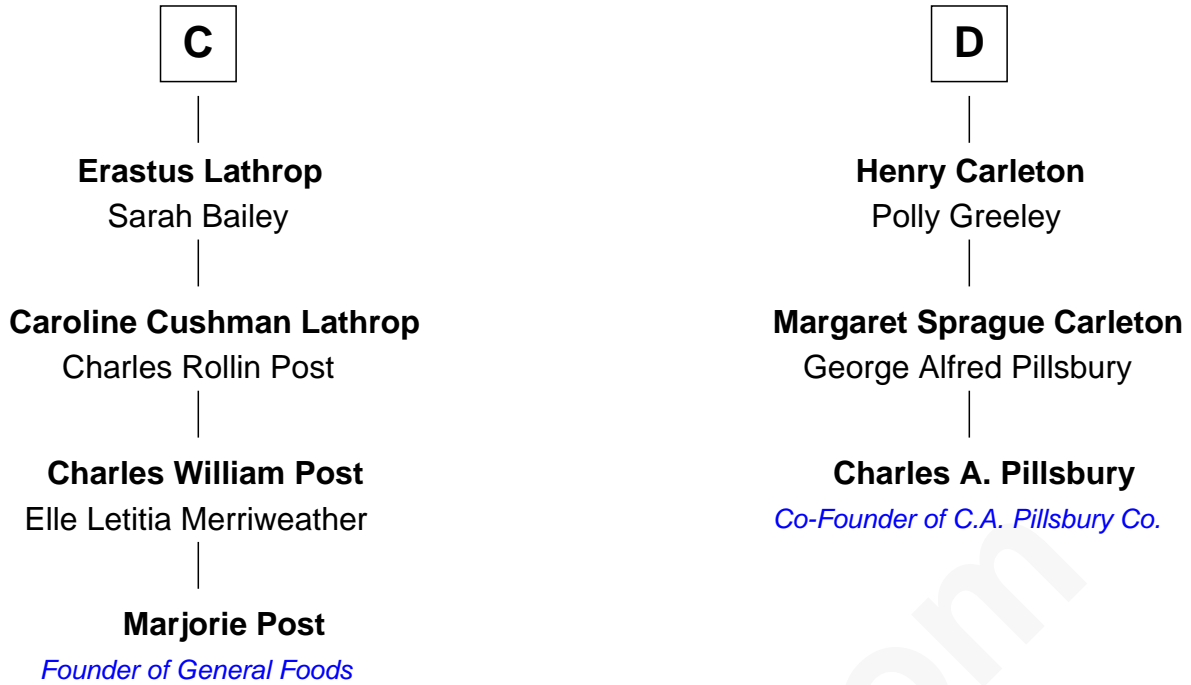 C
Erastus Lathrop
Sarah Bailey
Caroline Cushman Lathrop
Charles Rollin Post
Charles William Post
Elle Letitia Merriweather
Marjorie Post
Founder of General Foods
D
Henry Carleton
Polly Greeley
Margaret Sprague Carleton
George Alfred Pillsbury
Charles A. Pillsbury
Co-Founder of C.A. Pillsbury Co.
om